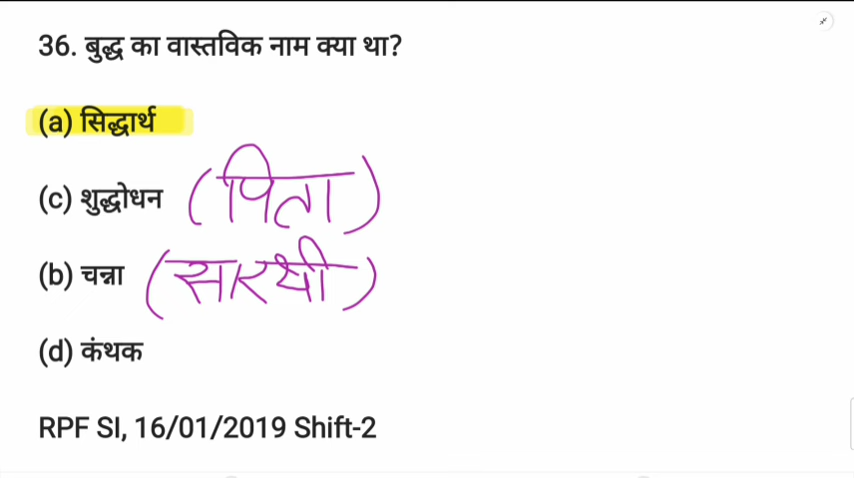 36. बुद्ध का वास्तविक नाम क्या था?
(a) सिद्धार्थ
(c) शुद्धोधन (पिता)
(b) चन्ना (सारथी)
(d) कंथक
RPF SI, 16/01/2019 Shift-2